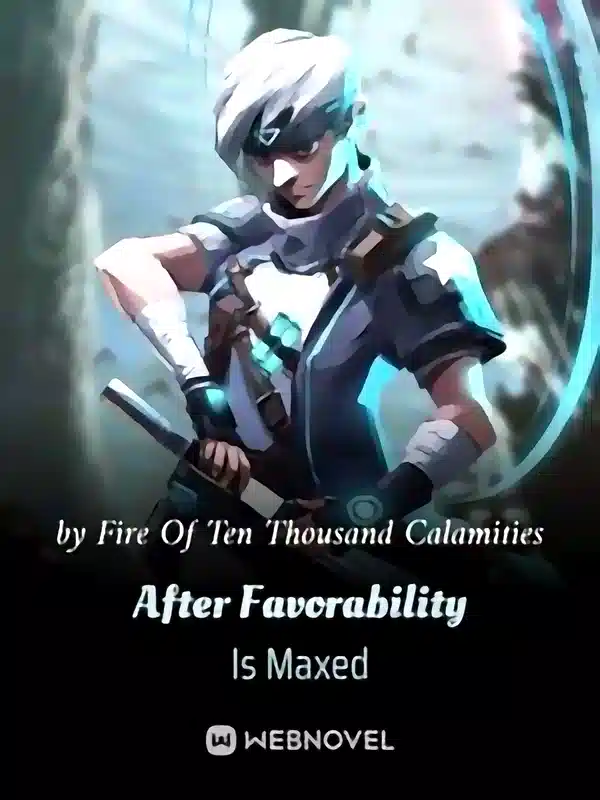 by Fire Of Ten Thousand Calamities
After Favorability
Is Maxed
WEBNOVEL